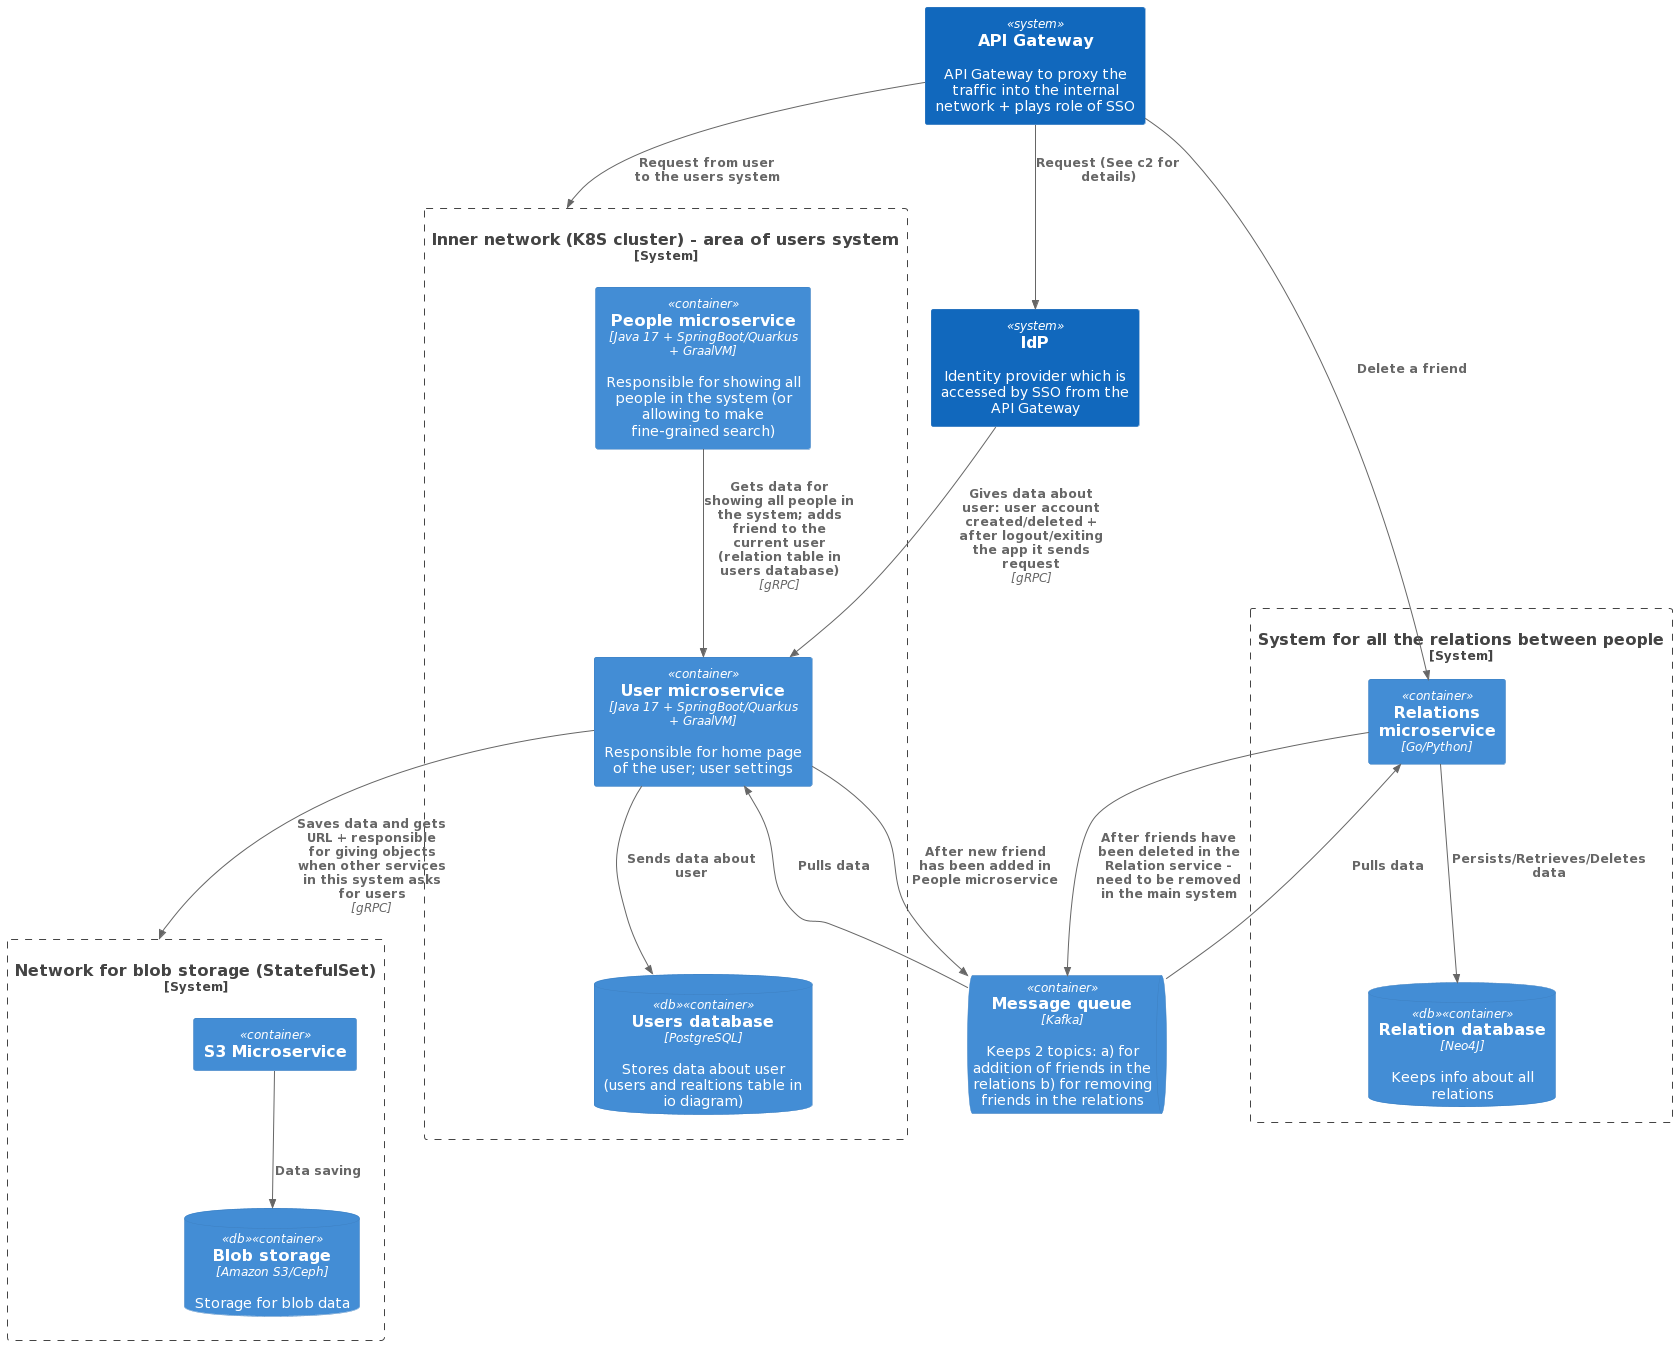 «system»
API Gateway
API Gateway to proxy the
traffic into the internal
network + plays role of SSO
Request from user
to the users system
Request (See c2 for
details)
Delete a friend
Inner network (K8S cluster) - area of users system
[System]
«container»
People microservice
[Java 17 + SpringBoot/Quarkus
+ GraalVM]
Responsible for showing all
people in the system (or
allowing to make
fine-grained search)
«system»
IdP
Identity provider which is
accessed by SSO from the
API Gateway
Gets data for
showing all people in
the system; adds
friend to the
current user
(relation table in
users database)
[gRPC]
Gives data about
user: user account
created/deleted +
after logout/exiting
the app it sends
request
[gRPC]
System for all the relations between people
[System]
«container»
User microservice
[Java 17 + SpringBoot/Quarkus
+ GraalVM]
Responsible for home page
of the user; user settings
«container»
Relations
microservice
[Go/Python]
Saves data and gets
URL + responsible
for giving objects
when other services
in this system asks
for users
[gRPC]
Sends data about
user
Pulls data
After new friend
has been added in
People microservice
After friends have
been deleted in the
Relation service -
need to be removed
in the main system
Pulls data
Persists/Retrieves/Deletes
data
Network for blob storage (StatefulSet)
[System]
«container»
S3 Microservice
«db»«container»
Users database
[PostgreSQL]
Stores data about user
(users and realtions table in
io diagram)
«container»
Message queue
[Kafka]
Keeps 2 topics: a) for
addition of friends in the
relations b) for removing
friends in the relations
«db»«container»
Relation database
[Neo4J]
Keeps info about all
relations
Data saving
«db»«container»
Blob storage
[Amazon S3/Ceph]
Storage for blob data